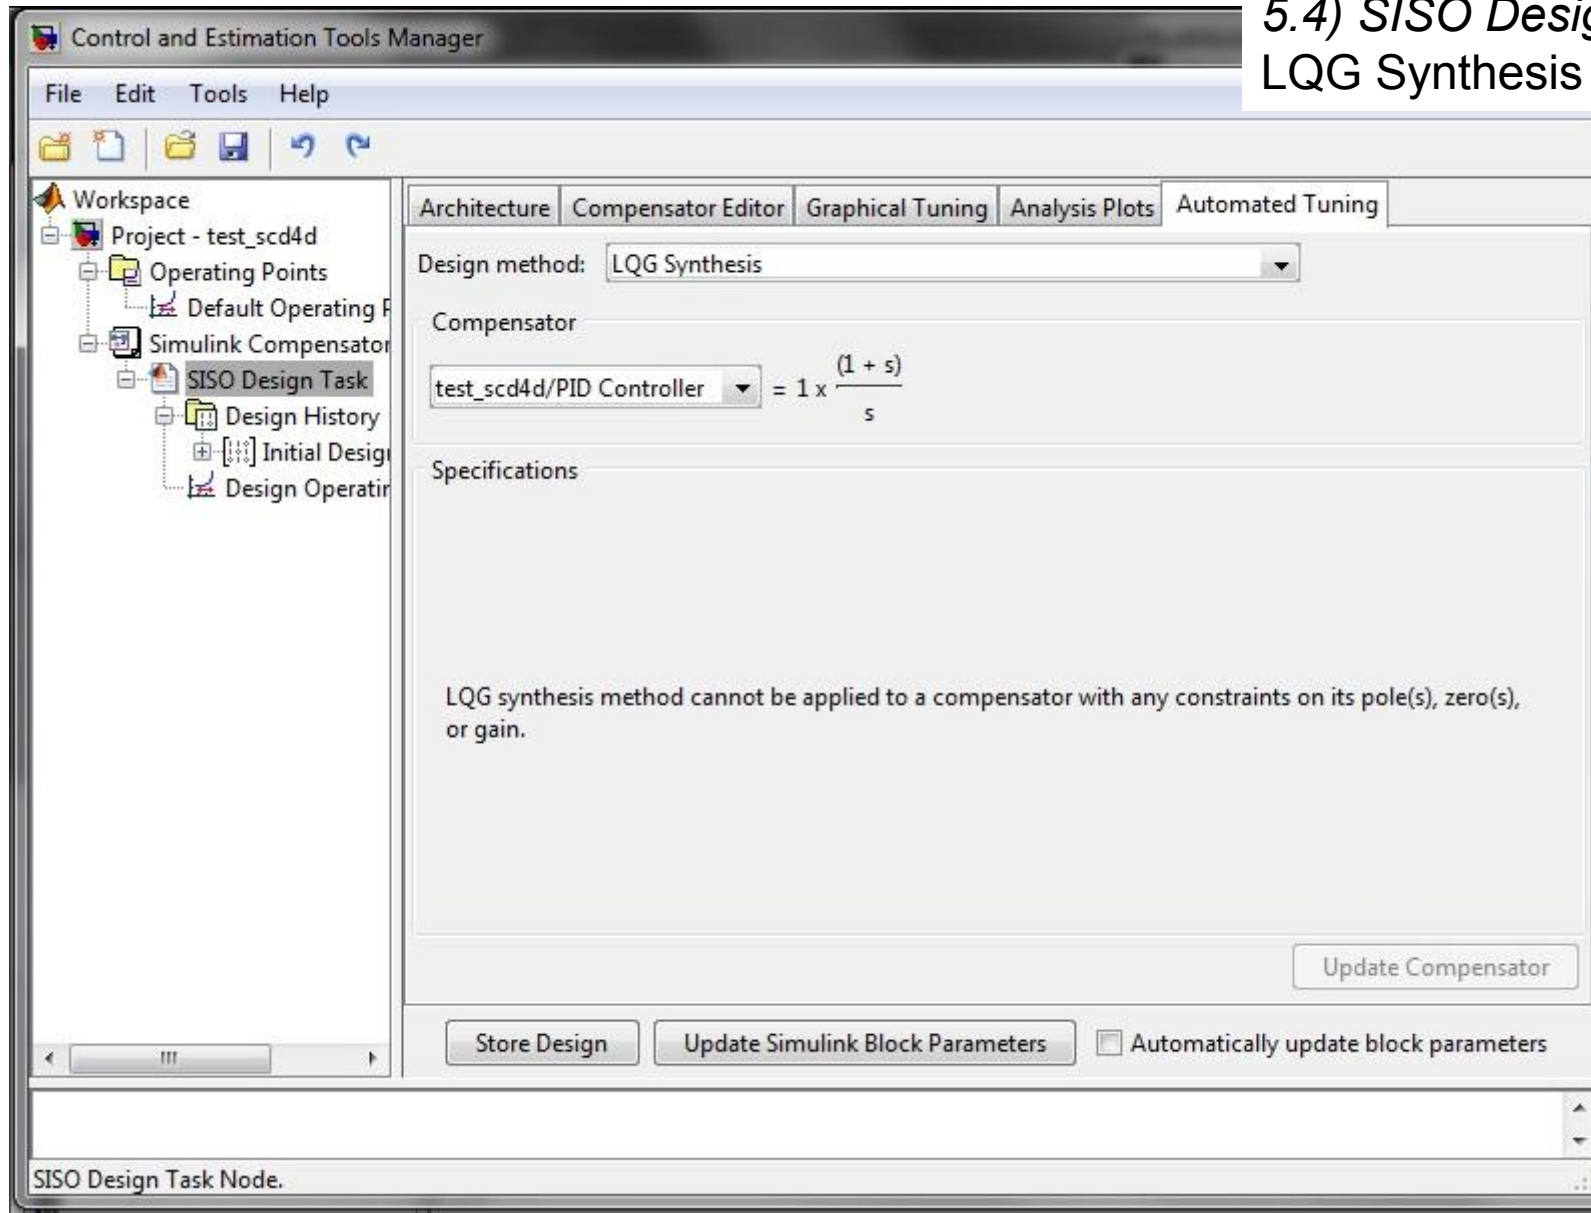 5.4) SISO Desig
LQG Synthesis
Control and Estimation Tools Manager
File Edit Tools Help
Workspace
Project - test_scd4d
Operating Points
Default Operating
Simulink Compensator
SISO Design Task
Design History
Initial Desig
Design Operatin
Architecture Compensator Editor Graphical Tuning Analysis Plots Automated Tuning
Design method: LQG Synthesis
Compensator
test_scd4d/PID Controller = 1 x (1 + s)
s
Specifications
LQG synthesis method cannot be applied to a compensator with any constraints on its pole(s), zero(s),
or gain.
Update Compensator
Store Design Update Simulink Block Parameters Automatically update block parameters
SISO Design Task Node.